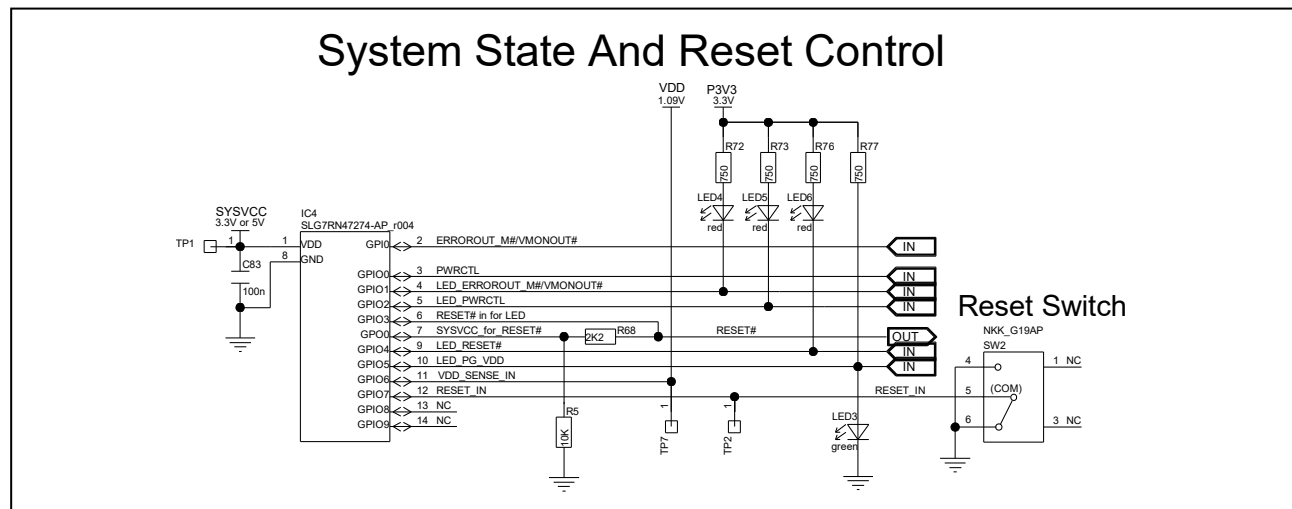 System State And Reset Control
VDD
1.09V
P3V3
3.3V
R72
R73
R76
R77
750
750
750
750
LED4
LED5
LED6
red
red
red
SYSVCC
3.3V or 5V
IC4
SLG7RN47274-AP_r004
TP1
1
1
VDD
8
GND
C83
100n
GPI0
2
ERROROUT_M#/VMONOUT#
IN
GPIO0
3
PWRCTL
IN
GPIO1
4
LED_ERROROUT_M#/VMONOUT#
IN
GPIO2
5
LED_PWRCTL
IN
GPIO3
6
RESET# in for LED
GPO0
7
SYSVCC_for_RESET#
2K2
R68
RESET#
OUT
GPIO4
9
LED_RESET#
IN
GPIO5
10
LED_PG_VDD
IN
GPIO6
11
VDD_SENSE_IN
GPIO7
12
RESET_IN
RESET_IN
GPIO8
13
NC
GPIO9
14
NC
R5
10K
1
TP7
1
TP2
LED3
green
Reset Switch
NKK_G19AP
SW2
4
1
NC
5
(COM)
6
3
NC